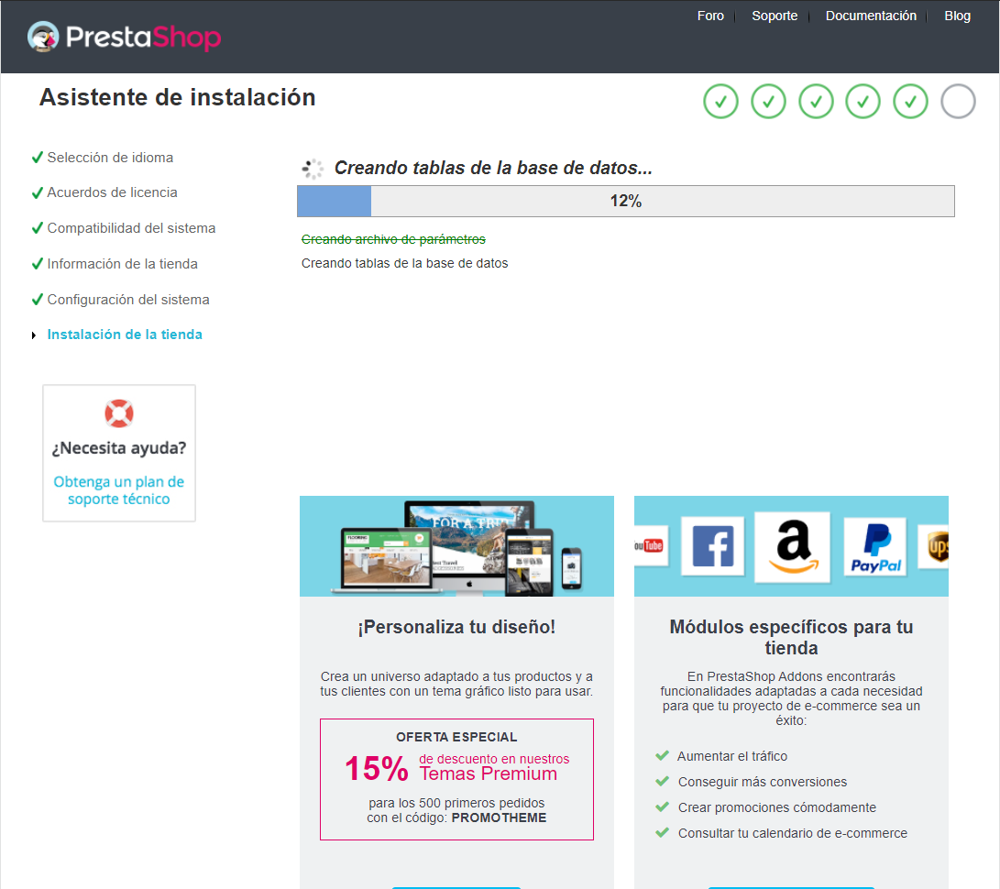 PrestaShop
Foro
Soporte
Documentación
Blog
Asistente de instalación
Selección de idioma
Acuerdos de licencia
Compatibilidad del sistema
Información de la tienda
Configuración del sistema
Instalación de la tienda
¿Necesita ayuda?
Obtenga un plan de
soporte técnico
Creando tablas de la base de datos...
12%
Creando archivo de parámetros
Creando tablas de la base de datos
FOR A TRIP
FLOORING
¡Personaliza tu diseño!
Crea un universo adaptado a tus productos y a
tus clientes con un tema gráfico listo para usar.
OFERTA ESPECIAL
15%
de descuento en nuestros
Temas Premium
para los 500 primeros pedidos
con el código: PROMOTHEME
ouTube
f
a
PayPal
ups
Módulos específicos para tu
tienda
En PrestaShop Addons encontrarás
funcionalidades adaptadas a cada necesidad
para que tu proyecto de e-commerce sea un
éxito:
Aumentar el tráfico
Conseguir más conversiones
Crear promociones cómodamente
Consultar tu calendario de e-commerce